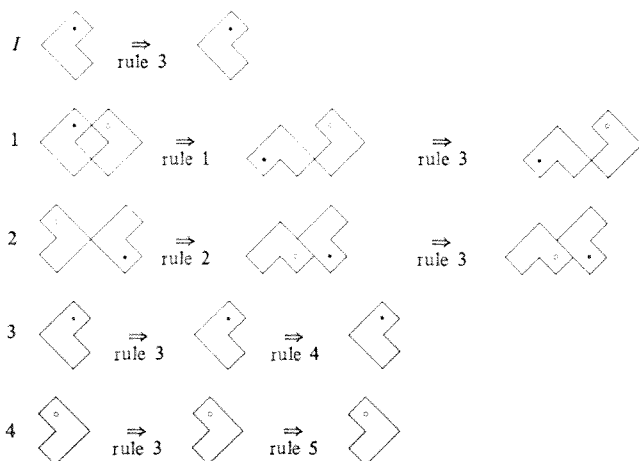 I ⇒ rule 3
1 ⇒ rule 1 ⇒ rule 3
2 ⇒ rule 2 ⇒ rule 3
3 ⇒ rule 3 ⇒ rule 4
4 ⇒ rule 3 ⇒ rule 5